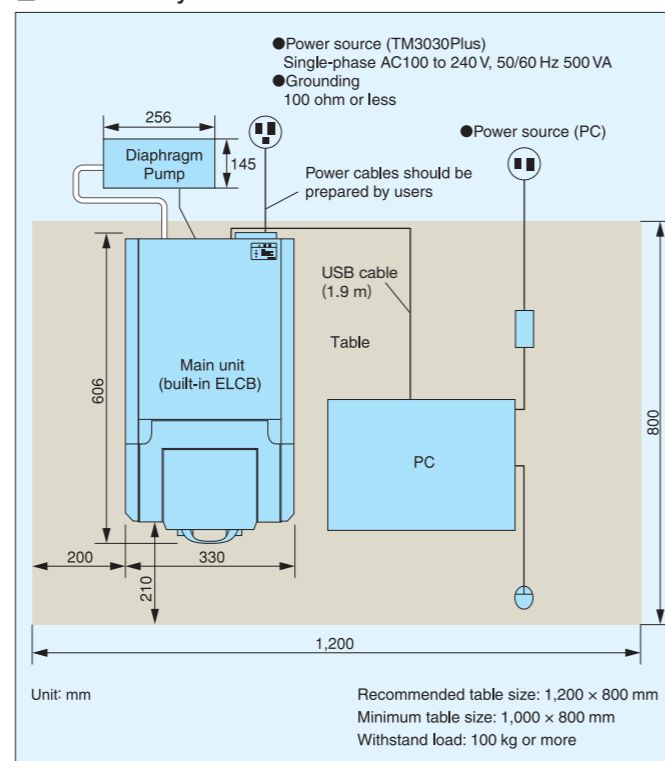 ●Power source (TM3030Plus)
Single-phase AC100 to 240 V, 50/60 Hz 500 VA
●Grounding
100 ohm or less
256
●Power source (PC)
Diaphragm
Pump
145
Power cables should be
prepared by users
USB cable
(1.9 m)
Table
Main unit
(built-in ELCB)
606
800
PC
200
330
210
1,200
Unit: mm
Recommended table size: 1,200 × 800 mm
Minimum table size: 1,000 × 800 mm
Withstand load: 100 kg or more